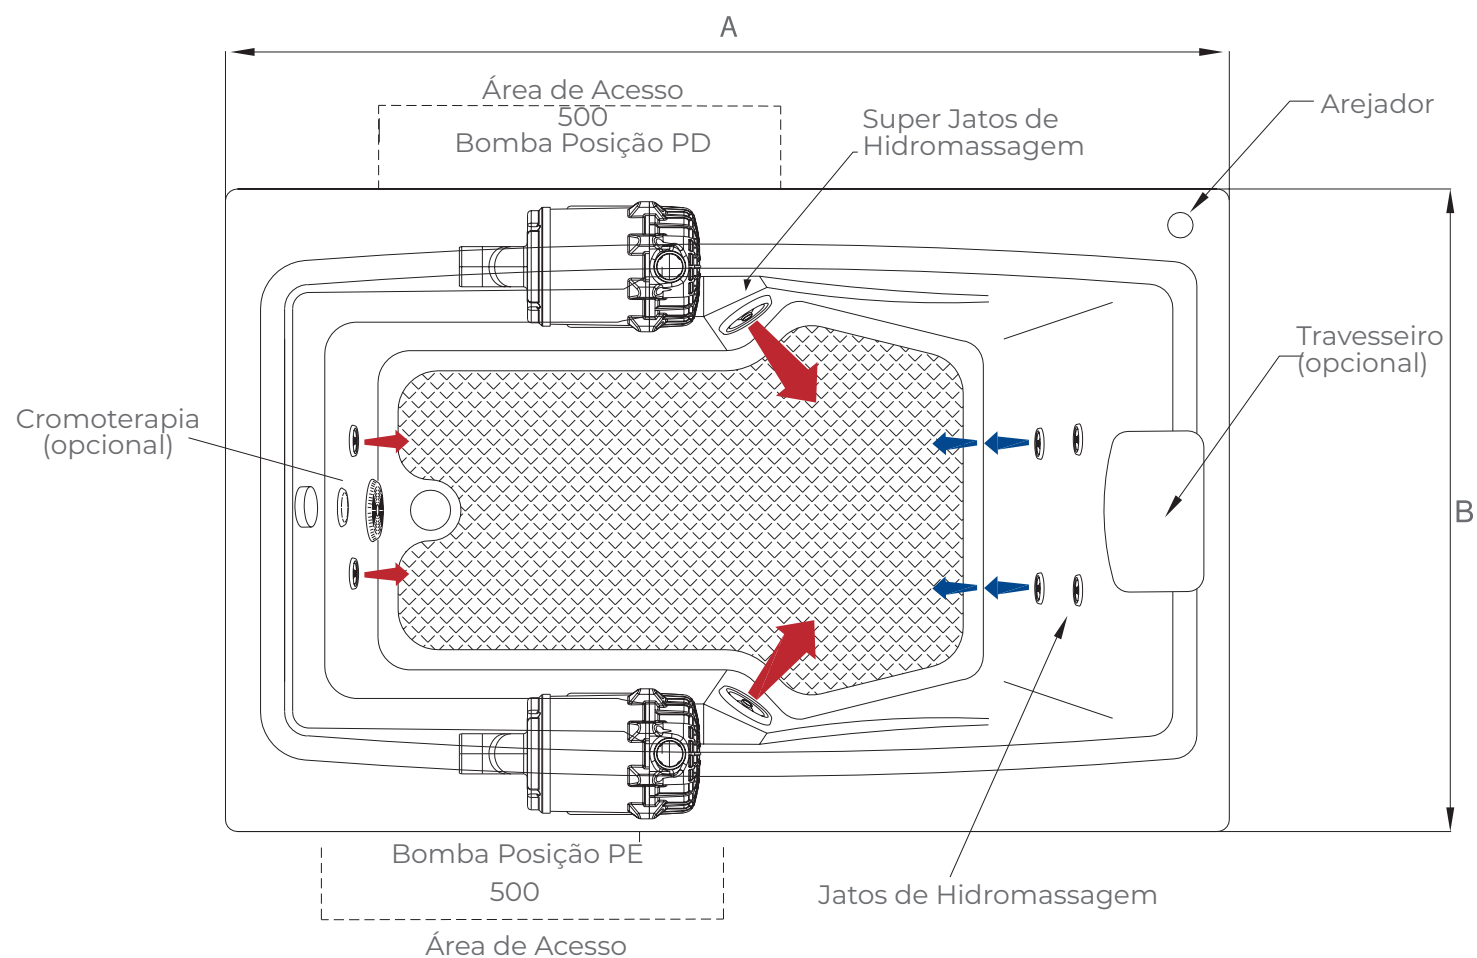 A
Área de Acesso
500
Bomba Posição PD
Super Jatos de
Hidromassagem
Arejador
Travesseiro
(opcional)
Cromoterapia
(opcional)
B
Bomba Posição PE
500
Área de Acesso
Jatos de Hidromassagem